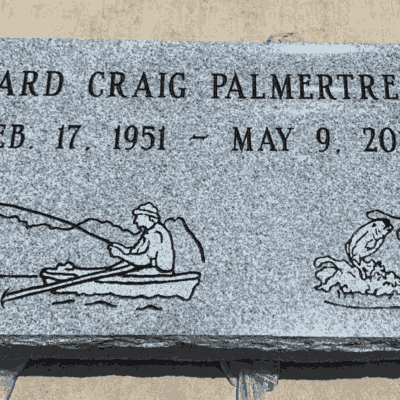 ARD CRAIG PALMERTRE
EB. 17, 1951 ~ MAY 9, 20